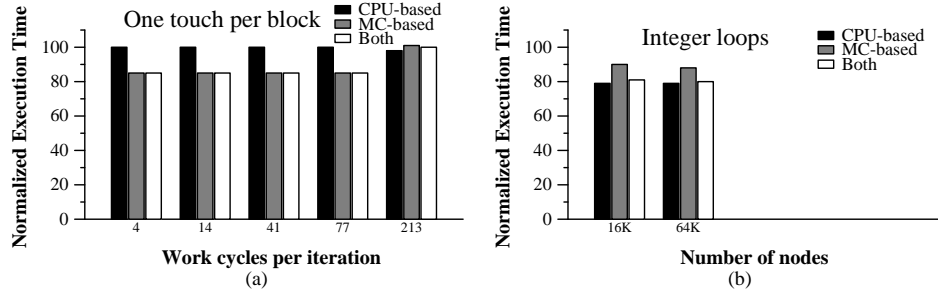 One touch per block
CPU-based
MC-based
Both
Normalized Execution Time
100
80
60
40
20
0
4 14 41 77 213
Work cycles per iteration
(a)
Integer loops
CPU-based
MC-based
Both
Normalized Execution Time
100
80
60
40
20
0
16K 64K
Number of nodes
(b)